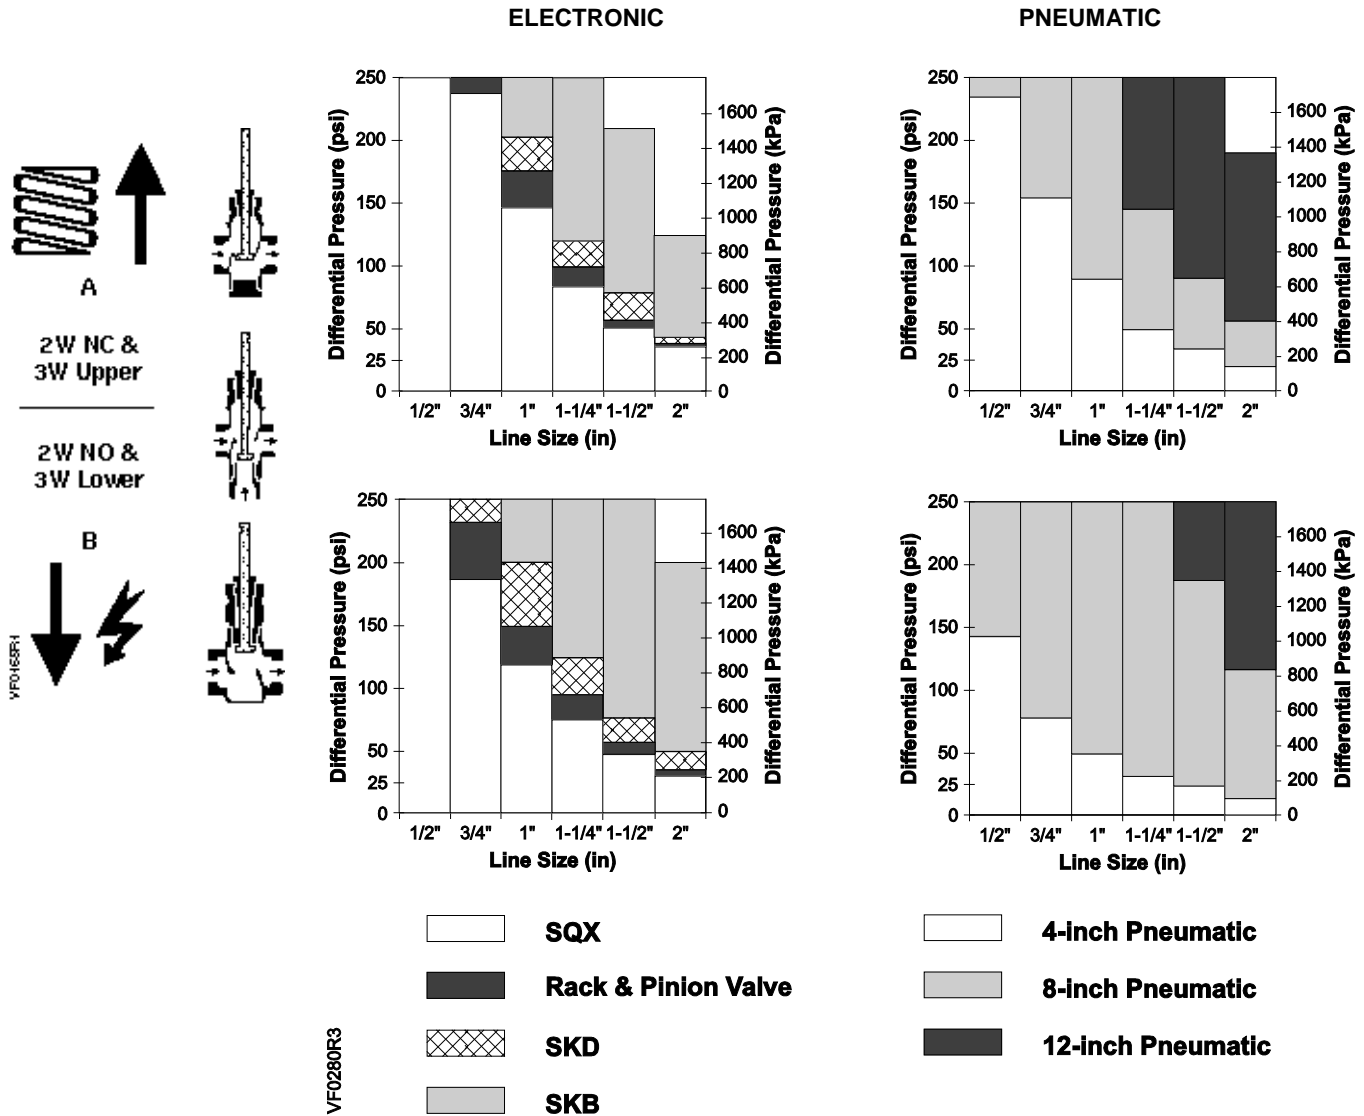 ELECTRONIC
PNEUMATIC
A
2W NC &
3W Upper
2W NO &
3W Lower
B
Differential Pressure (psi)
250
200
150
100
50
25
0
1/2" 3/4" 1" 1-1/4" 1-1/2" 2"
Line Size (in)
1600
1400
1200
1000
800
600
400
200
0
Differential Pressure (kPa)
Differential Pressure (psi)
250
200
150
100
50
25
0
1/2" 3/4" 1" 1-1/4" 1-1/2" 2"
Line Size (in)
1600
1400
1200
1000
800
600
400
200
0
Differential Pressure (kPa)
Differential Pressure (psi)
250
200
150
100
50
25
0
1/2" 3/4" 1" 1-1/4" 1-1/2" 2"
Line Size (in)
1600
1400
1200
1000
800
600
400
200
0
Differential Pressure (kPa)
Differential Pressure (psi)
250
200
150
100
50
25
0
1/2" 3/4" 1" 1-1/4" 1-1/2" 2"
Line Size (in)
1600
1400
1200
1000
800
600
400
200
0
Differential Pressure (kPa)
SQX
Rack & Pinion Valve
SKD
SKB
4-inch Pneumatic
8-inch Pneumatic
12-inch Pneumatic
VF0280R3